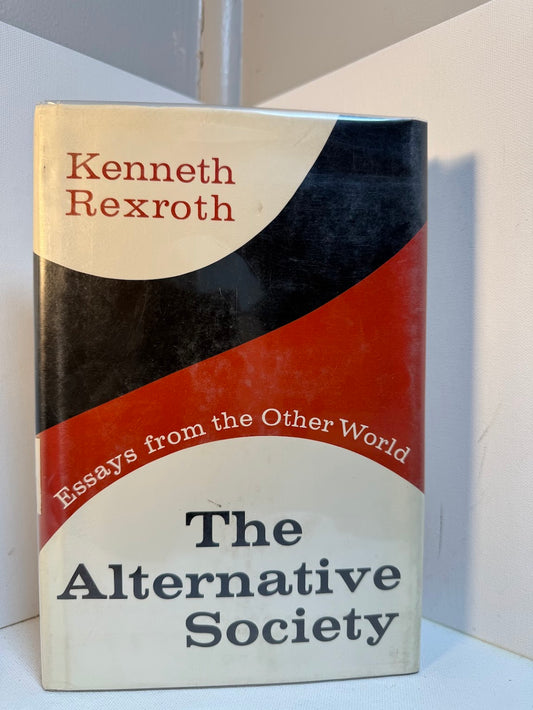 Kenneth
Rexroth
Essays from the Other World
The
Alternative
Society